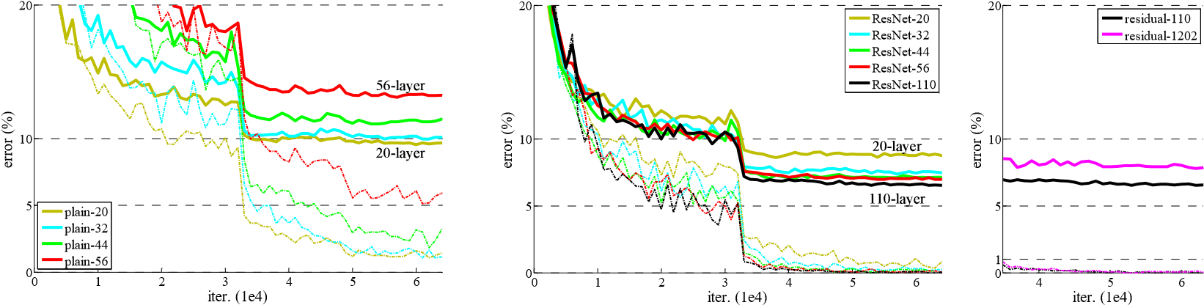 20
15
10
5
0
error (%)
56-layer
20-layer
plain-20
plain-32
plain-44
plain-56
0 1 2 3 4 5 6
iter. (1e4)
20
10
5
0
error (%)
ResNet-20
ResNet-32
ResNet-44
ResNet-56
ResNet-110
20-layer
110-layer
0 1 2 3 4 5 6
iter. (1e4)
20
10
5
1
0
error (%)
residual-110
residual-1202
4 5 6
iter. (1e4)